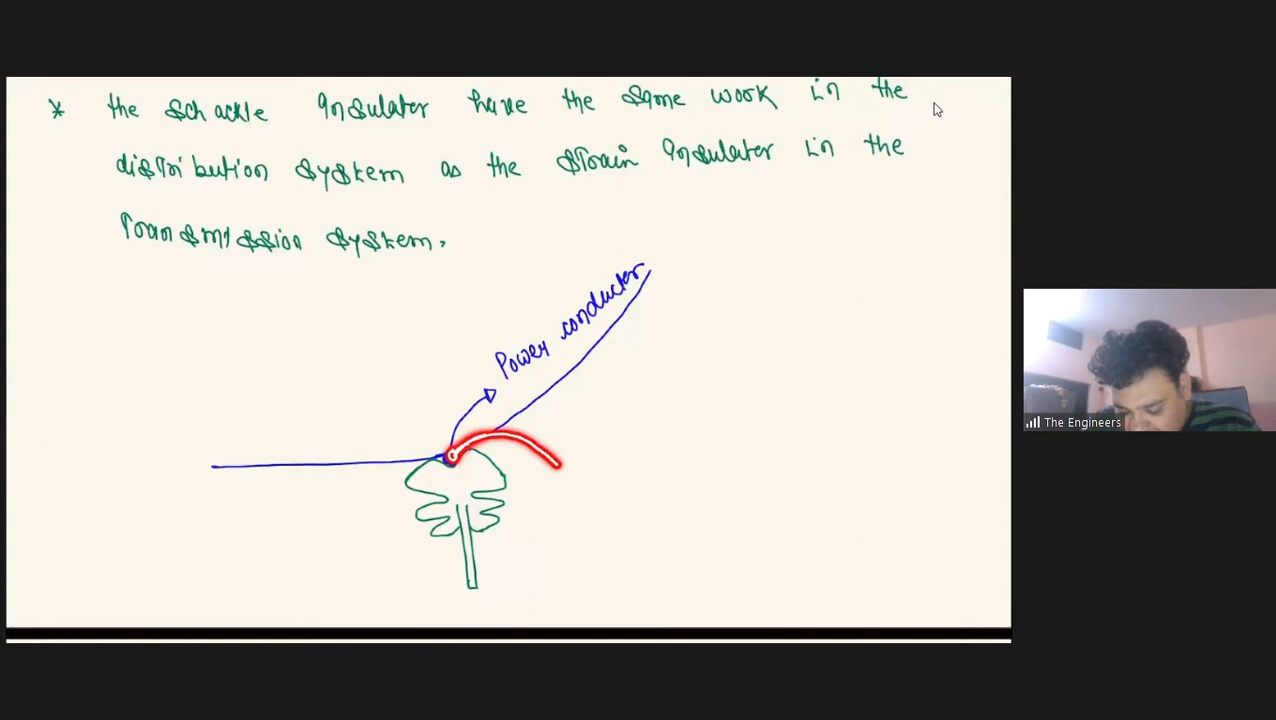 * the Schackle Insulater have the same work in the
distribution system as the strain Insulater in the
Transmission system.
Power conductor
The Engineers